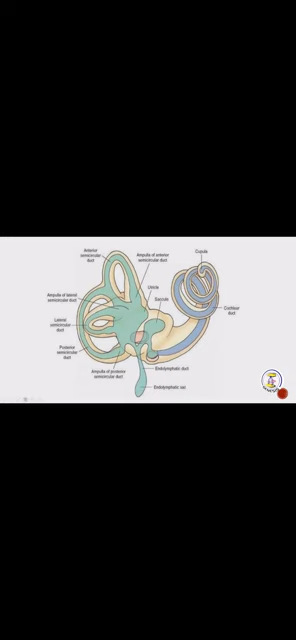 Anterior
semicircular
duct
Ampulla of anterior
semicircular duct
Cupula
Utricle
Saccule
Ampulla of lateral
semicircular duct
Cochlear
duct
Lateral
semicircular
duct
Posterior
semicircular
duct
Ampulla of posterior
semicircular duct
Endolymphatic duct
Endolymphatic sac